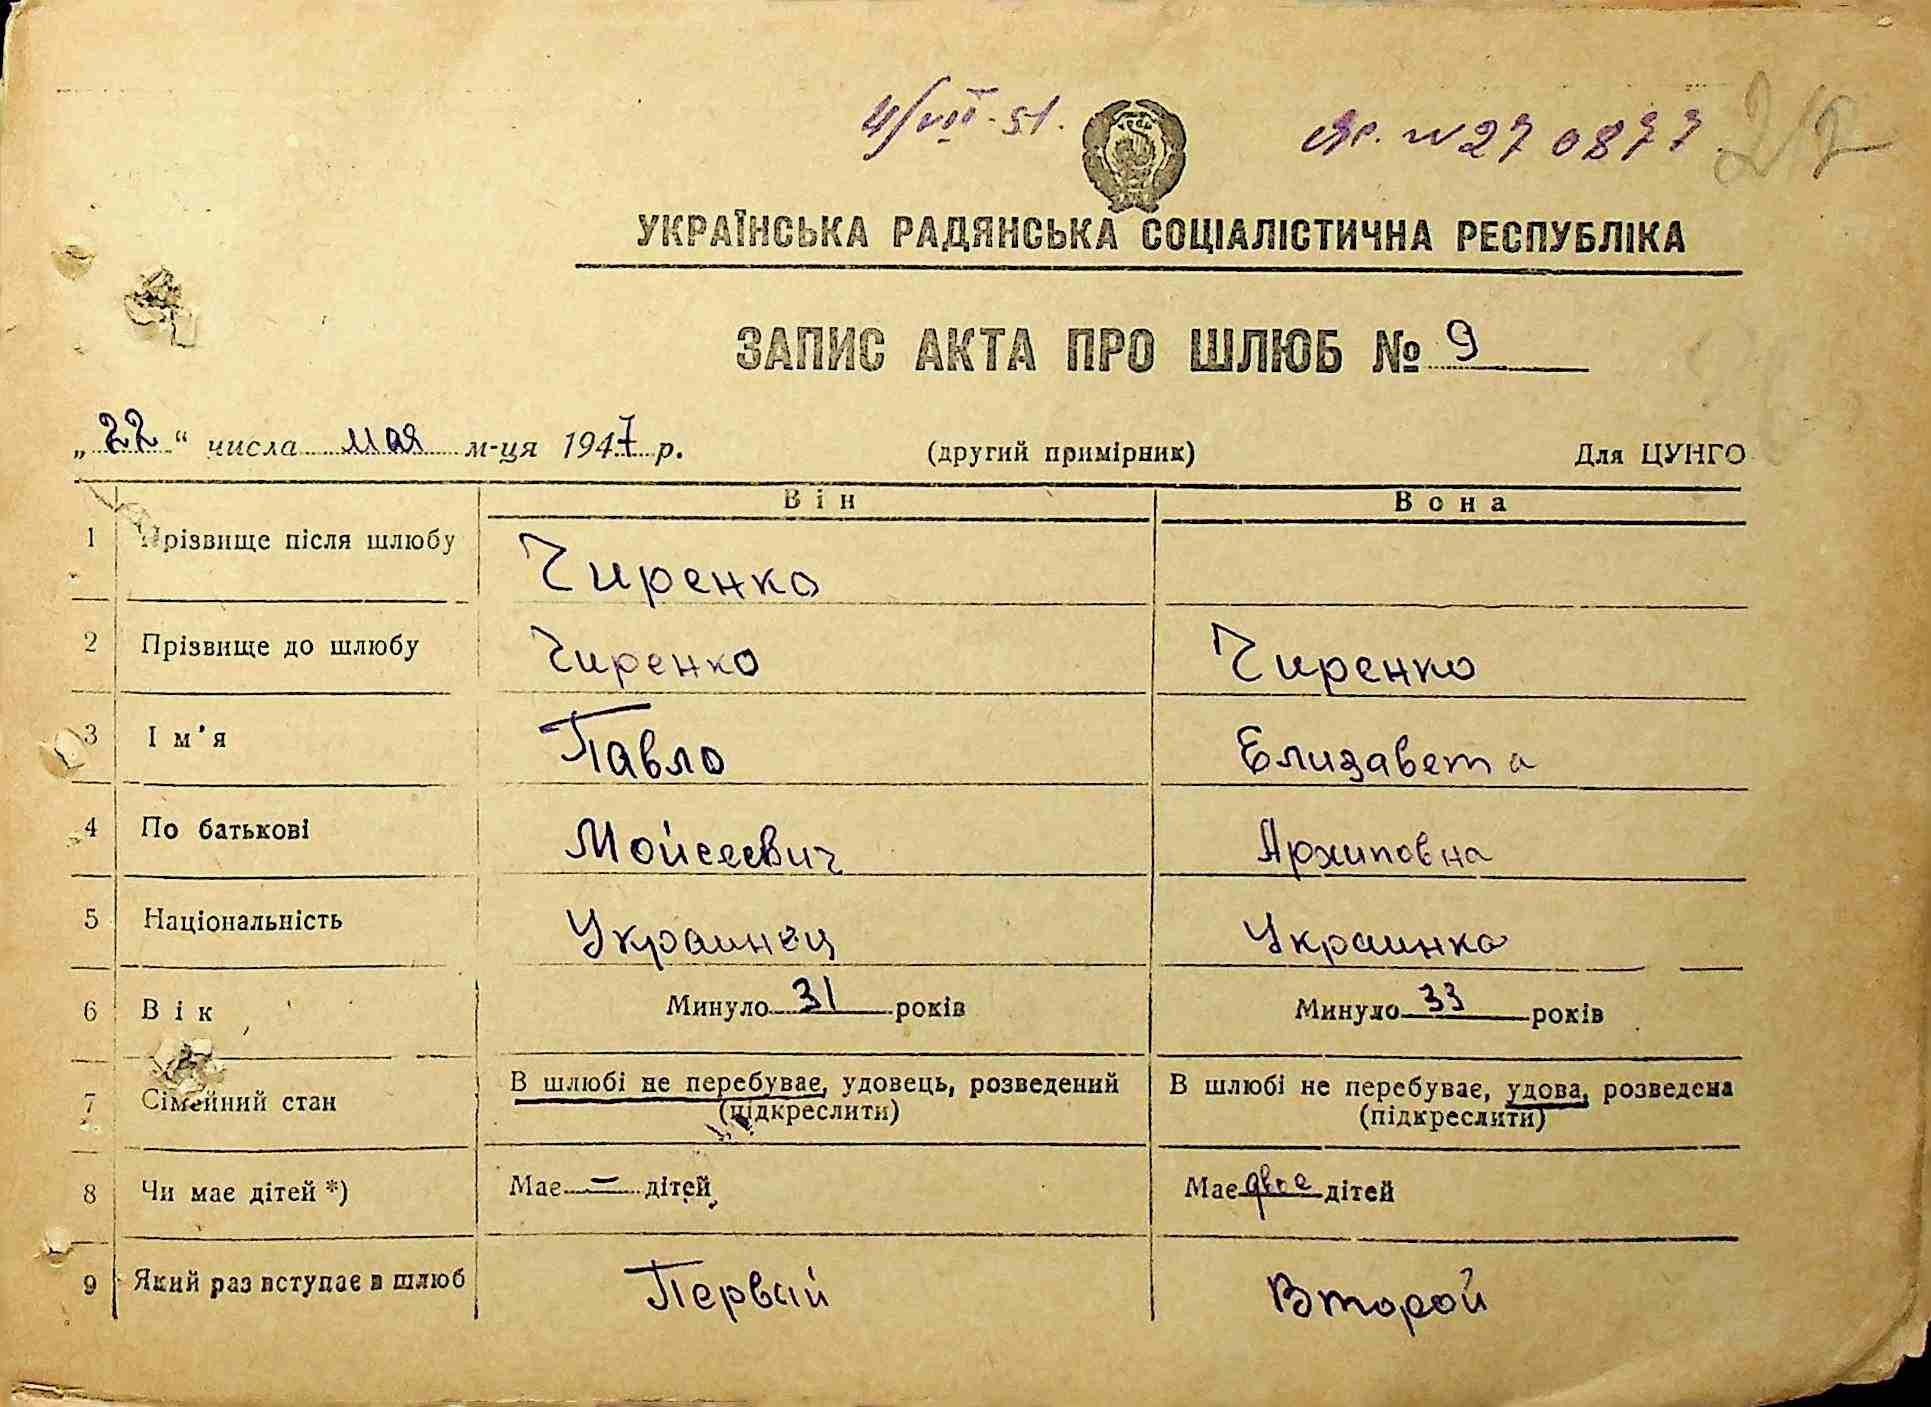 4/VII-51.
№270877
УКРАЇНСЬКА РАДЯНСЬКА СОЦІАЛІСТИЧНА РЕСПУБЛІКА
ЗАПИС АКТА ПРО ШЛЮБ № 9
„22“ числа мая м-ця 1947 р. (другий примірник) Для ЦУНГО
Він Вона
1 Прізвище після шлюбу Чиренко
2 Прізвище до шлюбу Чиренко Чиренко
3 Ім'я Павло Елизавета
4 По батькові Мойсеевич Архиповна
5 Національність Украинец Украинка
6 Вік Минуло 31 років Минуло 33 років
7 Сімейний стан В шлюбі не перебуває, удовець, розведений (підкреслити) В шлюбі не перебуває, удова, розведена (підкреслити)
8 Чи має дітей *) Має — дітей Має двое дітей
9 Який раз вступає в шлюб Первый Второй